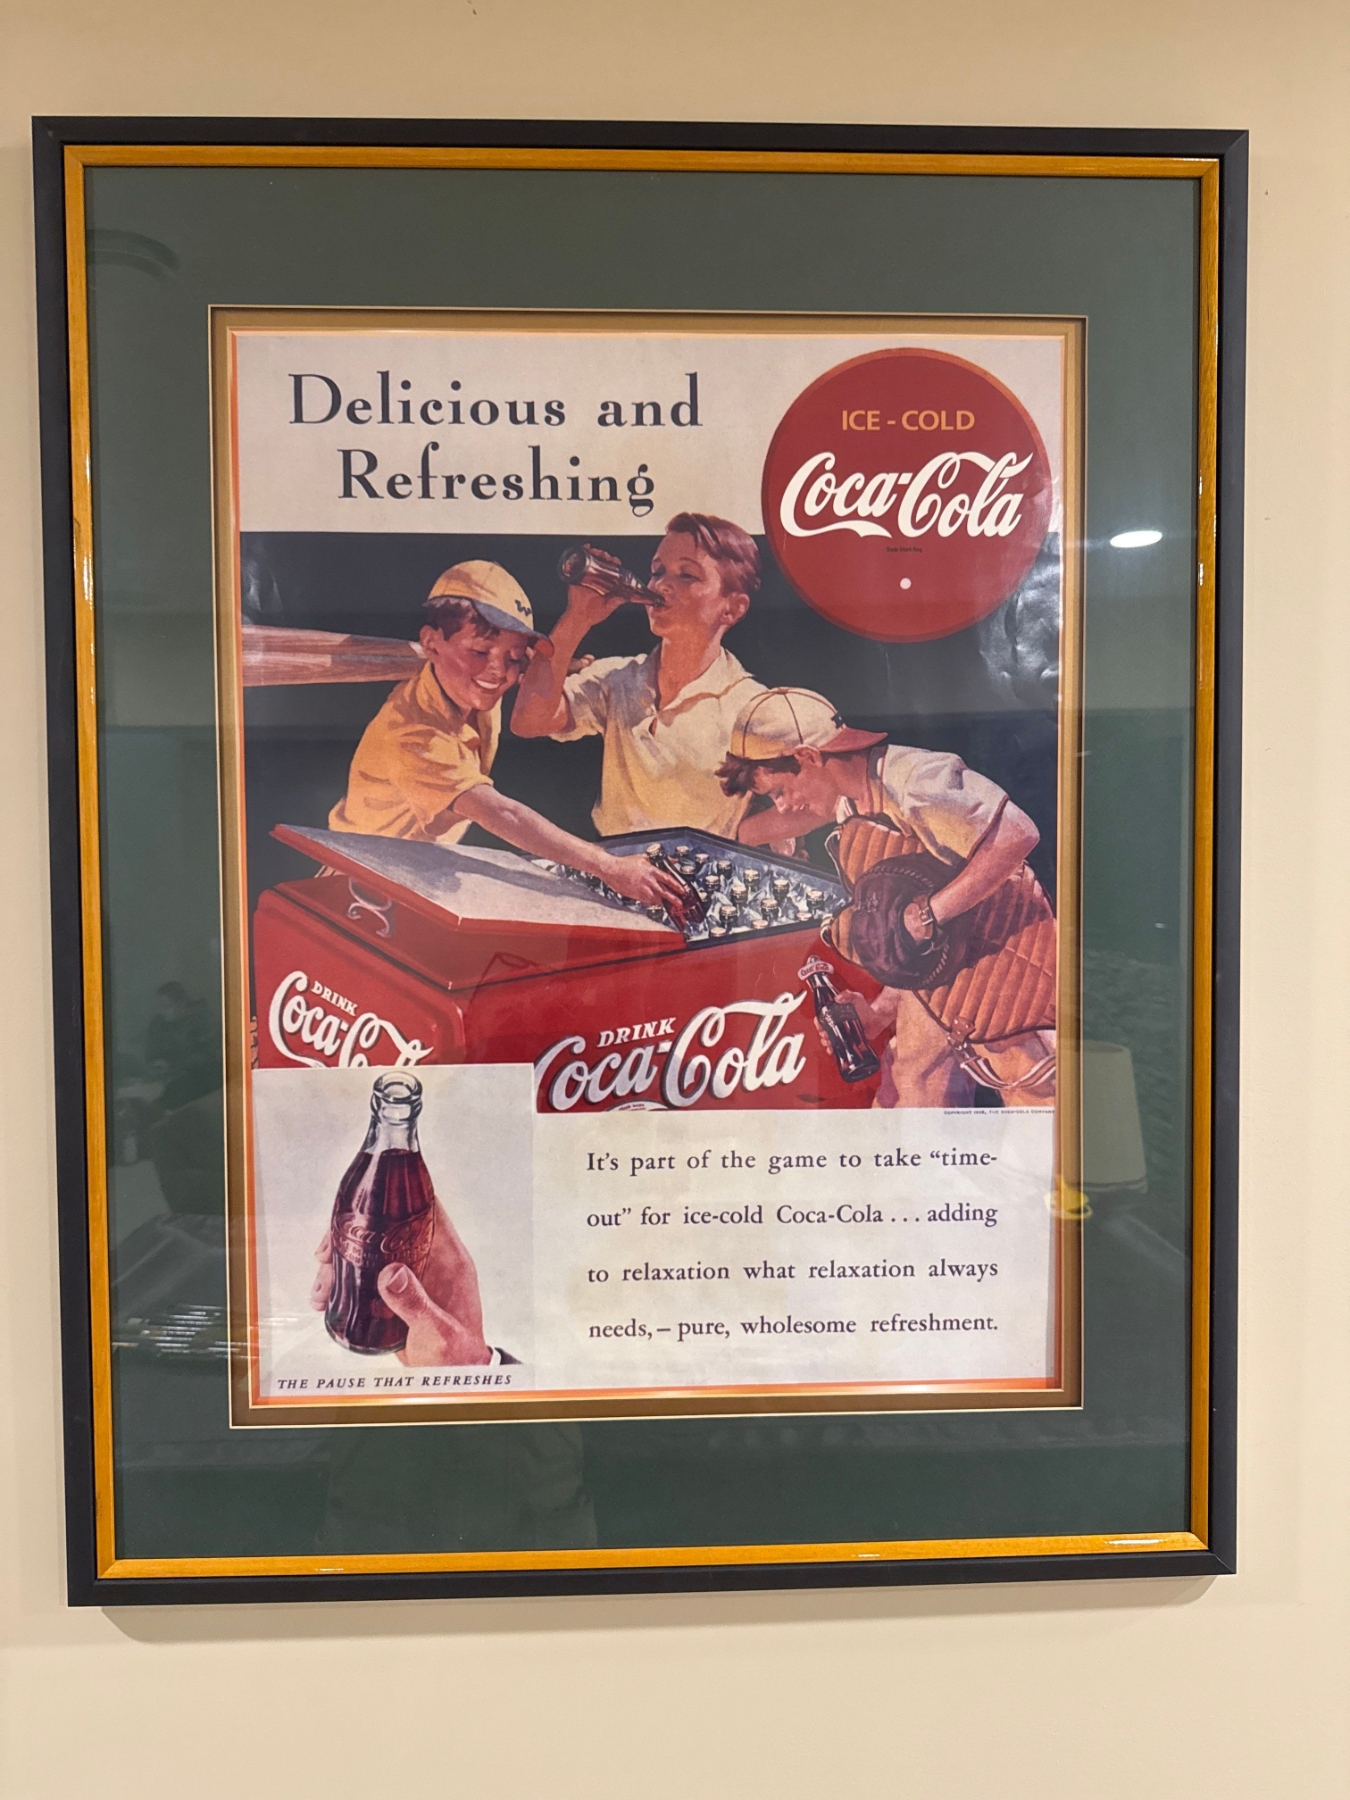 Delicious and
Refreshing
ICE - COLD
Coca-Cola
DRINK
Coca-Co
DRINK
Coca-Cola
It's part of the game to take “time-
out” for ice-cold Coca-Cola . . . adding
to relaxation what relaxation always
needs, – pure, wholesome refreshment.
THE PAUSE THAT REFRESHES